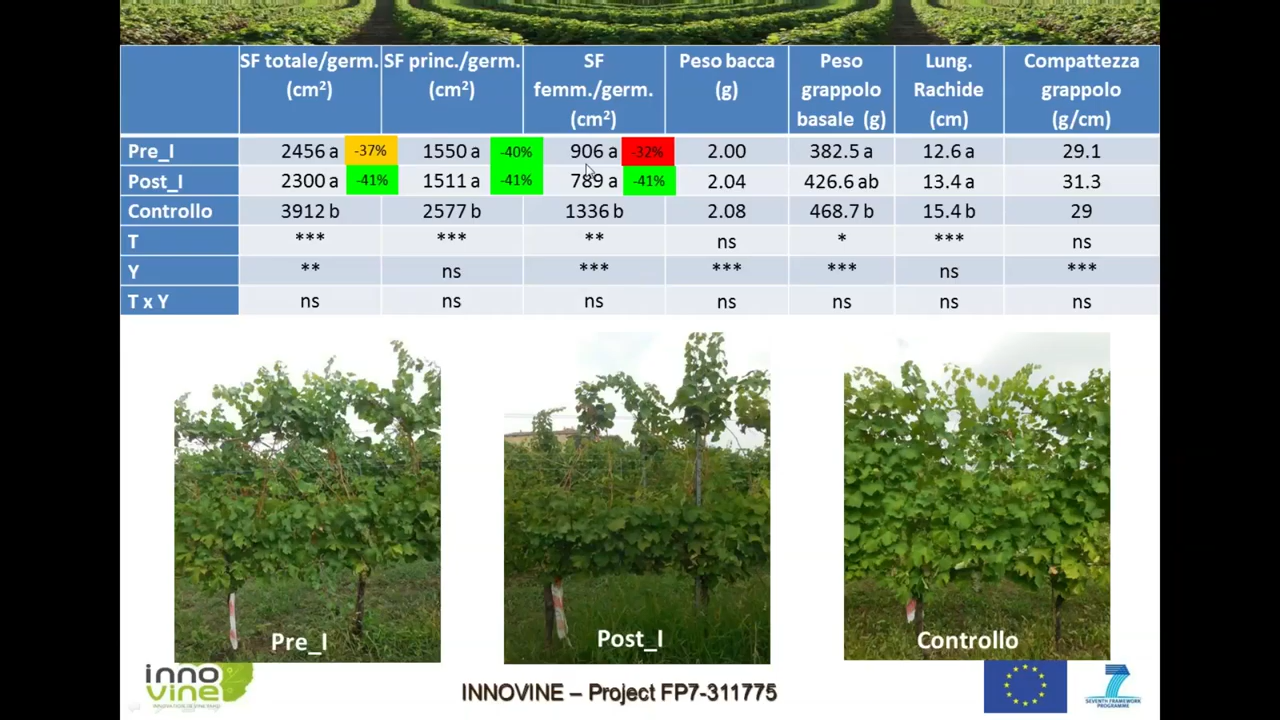 SF totale/germ. (cm²)
SF princ./germ. (cm²)
SF femm./germ. (cm²)
Peso bacca (g)
Peso grappolo basale (g)
Lung. Rachide (cm)
Compattezza grappolo (g/cm)
Pre_I 2456 a -37% 1550 a -40% 906 a -32% 2.00 382.5 a 12.6 a 29.1
Post_I 2300 a -41% 1511 a -41% 789 a -41% 2.04 426.6 ab 13.4 a 31.3
Controllo 3912 b 2577 b 1336 b 2.08 468.7 b 15.4 b 29
T *** *** ** ns * *** ns
Y ** ns *** *** *** ns ***
T x Y ns ns ns ns ns ns ns
Pre_I
Post_I
Controllo
inno
vine
INNOVINE – Project FP7-311775
SEVENTH FRAMEWORK
PROGRAMME